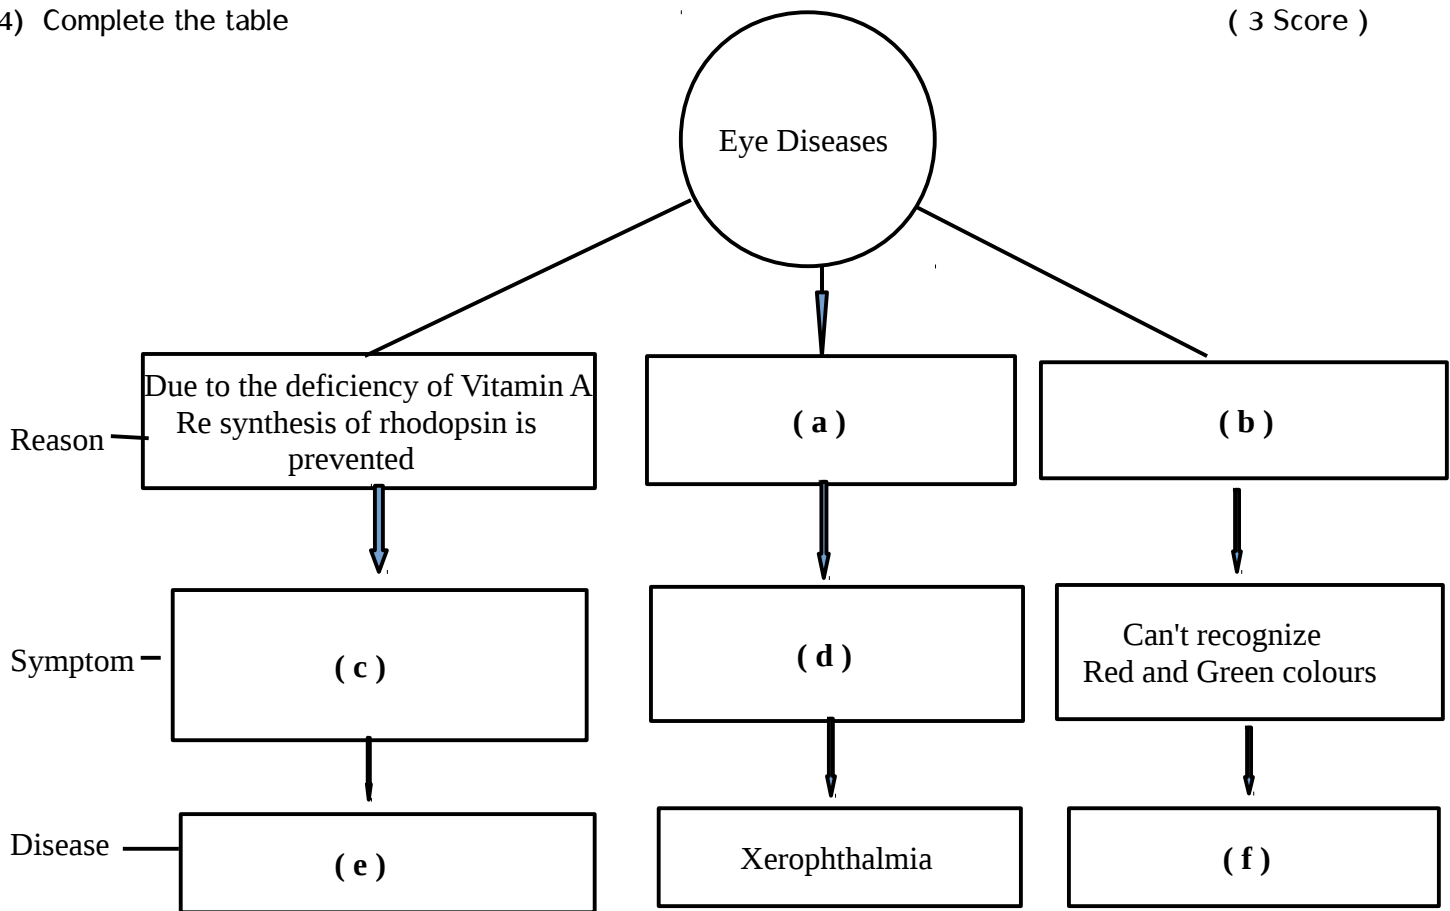 4) Complete the table ( 3 Score )
Eye Diseases
Reason
Due to the deficiency of Vitamin A
Re synthesis of rhodopsin is
prevented
( a )
( b )
Symptom
( c )
( d )
Can't recognize
Red and Green colours
Disease
( e )
Xerophthalmia
( f )